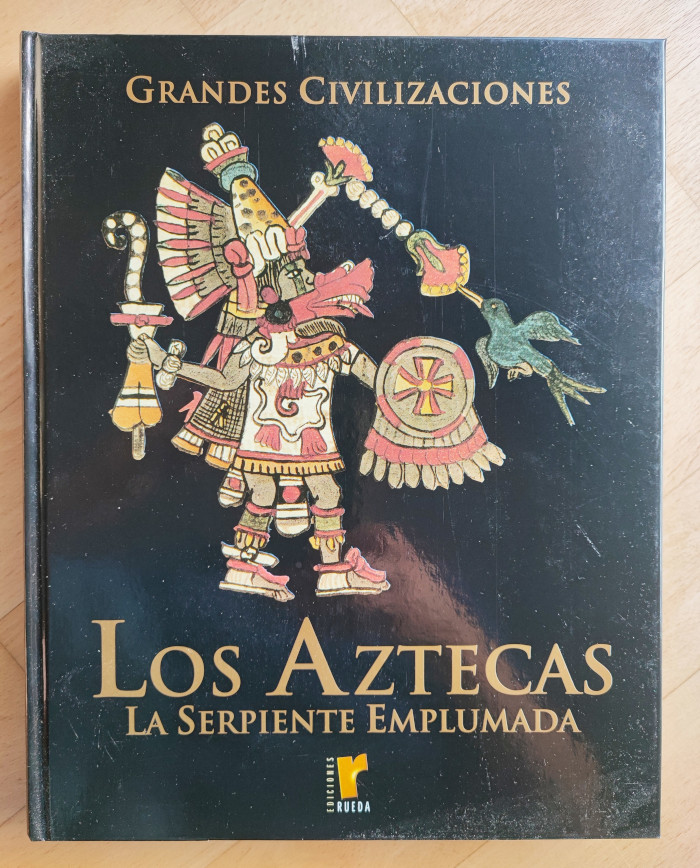 GRANDES CIVILIZACIONES
LOS AZTECAS
LA SERPIENTE EMPLUMADA
EDICIONES
r
RUEDA